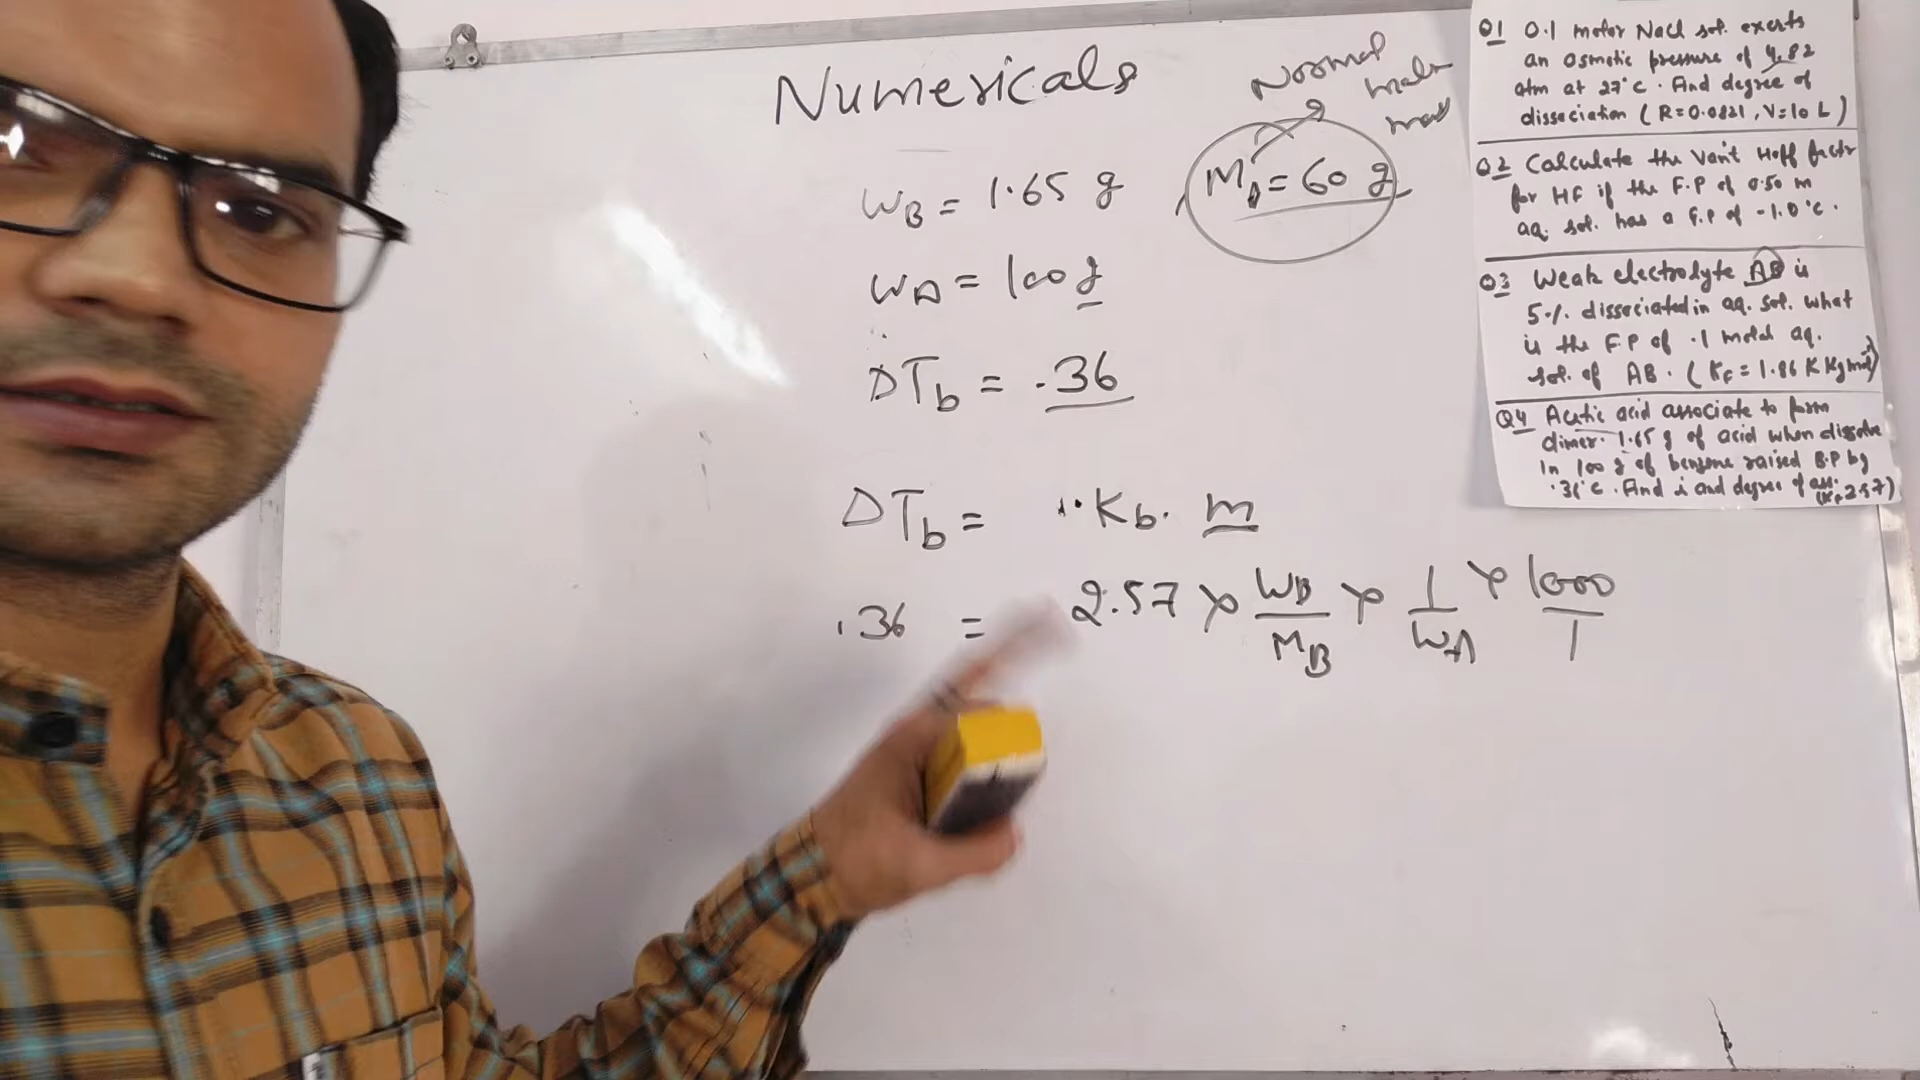 Numericals
WB = 1.65 g
WA = 100 g
ΔTb = .36
ΔTb = Kb. m
.36 = 2.57 × WB/MB × 1/WA × 1000/1
Normal
molar
mass
= 60 g
Q1 0.1 molar NaCl sol. exerts
an osmotic pressure of 4.82
atm at 27°C. Find degree of
dissociation (R=0.0821, V=10 L)
Q2 Calculate the Van't Hoff factr
for HF if the F.P of 0.50 m
aq. sol. has a F.P of -1.0°C.
Q3 Weak electrolyte AB is
5% dissociated in aq. sol. what
is the F.P of .1 molal aq.
sol. of AB. (KF = 1.86 K Kg mol⁻¹)
Q4 Acetic acid associate to form
dimer. 1.65 g of acid when dissolve
in 100 g of benzene raised B.P by
.36°C. Find i and degree of ass.
2.57)